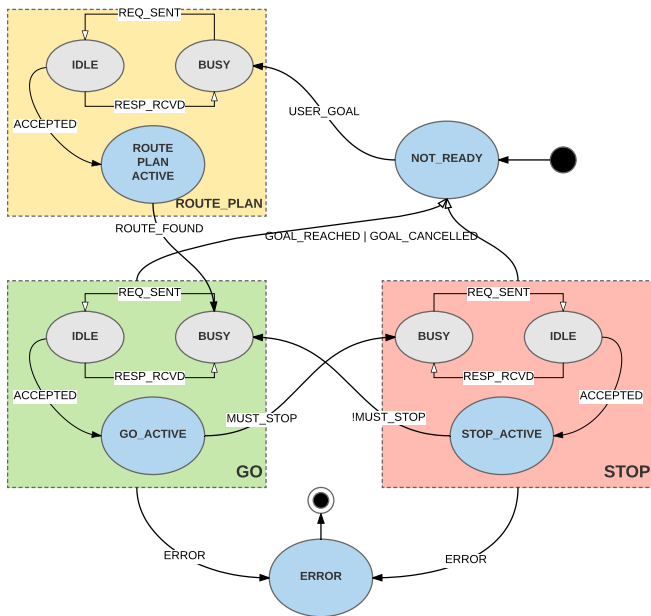 REQ_SENT
IDLE
BUSY
RESP_RCVD
USER_GOAL
ACCEPTED
ROUTE
PLAN
ACTIVE
NOT_READY
ROUTE_PLAN
ROUTE_FOUND
GOAL_REACHED | GOAL_CANCELLED
REQ_SENT
IDLE
BUSY
RESP_RCVD
ACCEPTED
GO_ACTIVE
GO
REQ_SENT
BUSY
IDLE
RESP_RCVD
ACCEPTED
STOP_ACTIVE
STOP
MUST_STOP
!MUST_STOP
ERROR
ERROR
ERROR